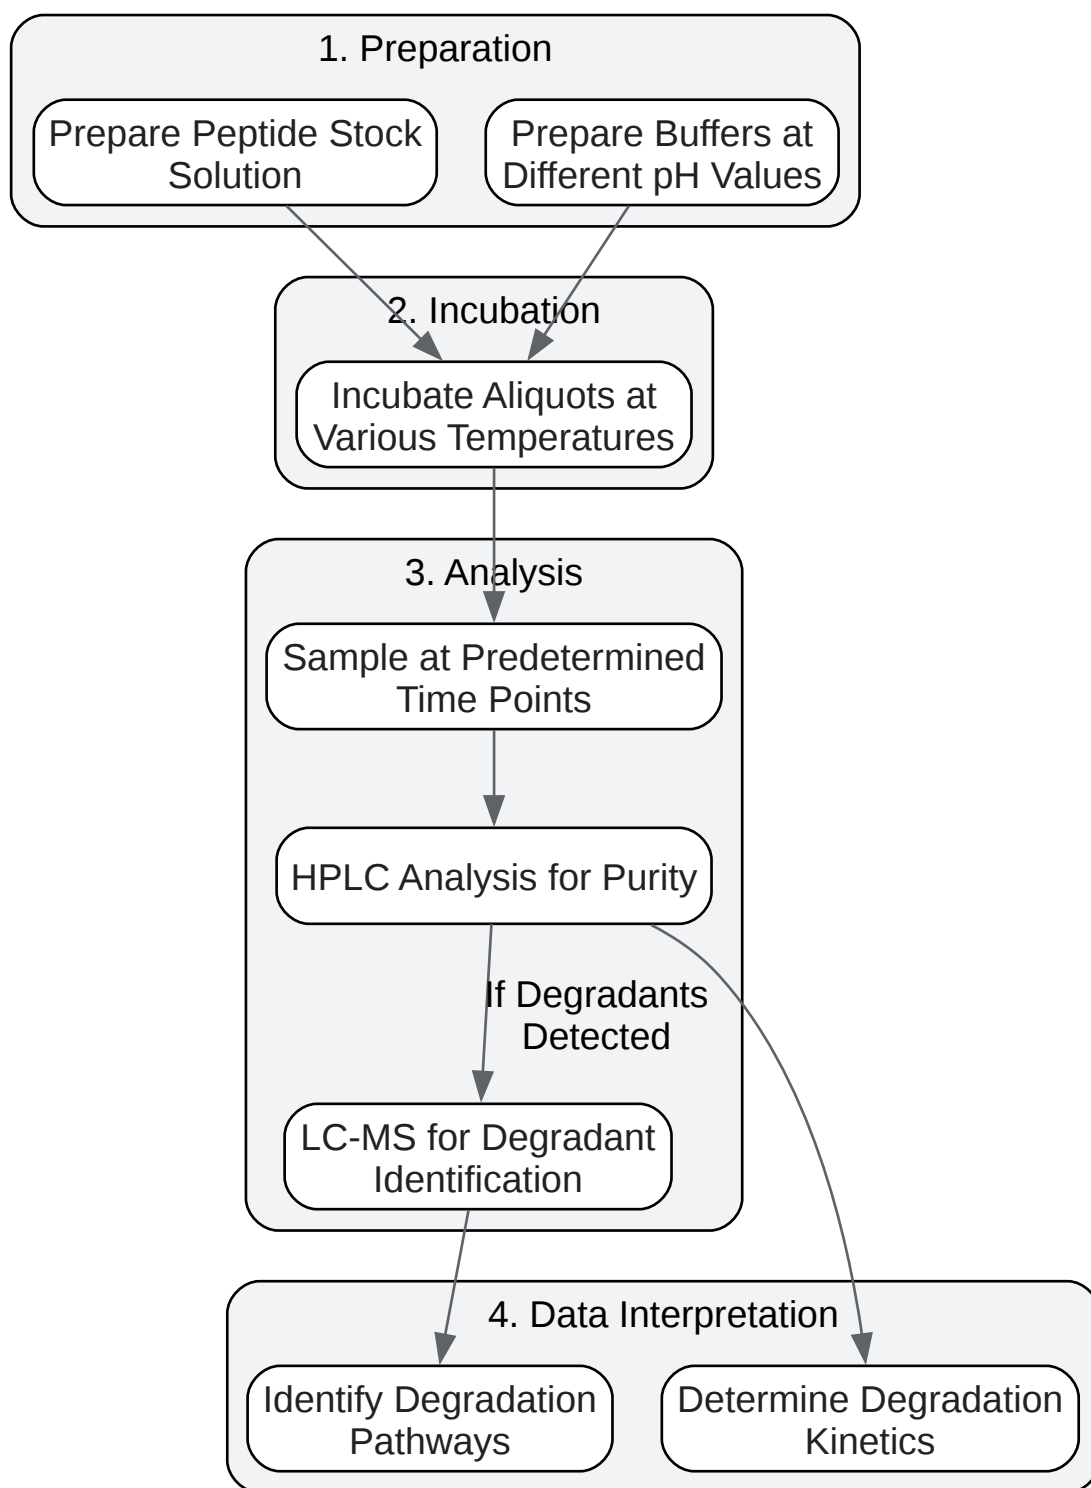 1. Preparation
Prepare Peptide Stock
Solution
Prepare Buffers at
Different pH Values
2. Incubation
Incubate Aliquots at
Various Temperatures
3. Analysis
Sample at Predetermined
Time Points
HPLC Analysis for Purity
If Degradants
Detected
LC-MS for Degradant
Identification
4. Data Interpretation
Identify Degradation
Pathways
Determine Degradation
Kinetics